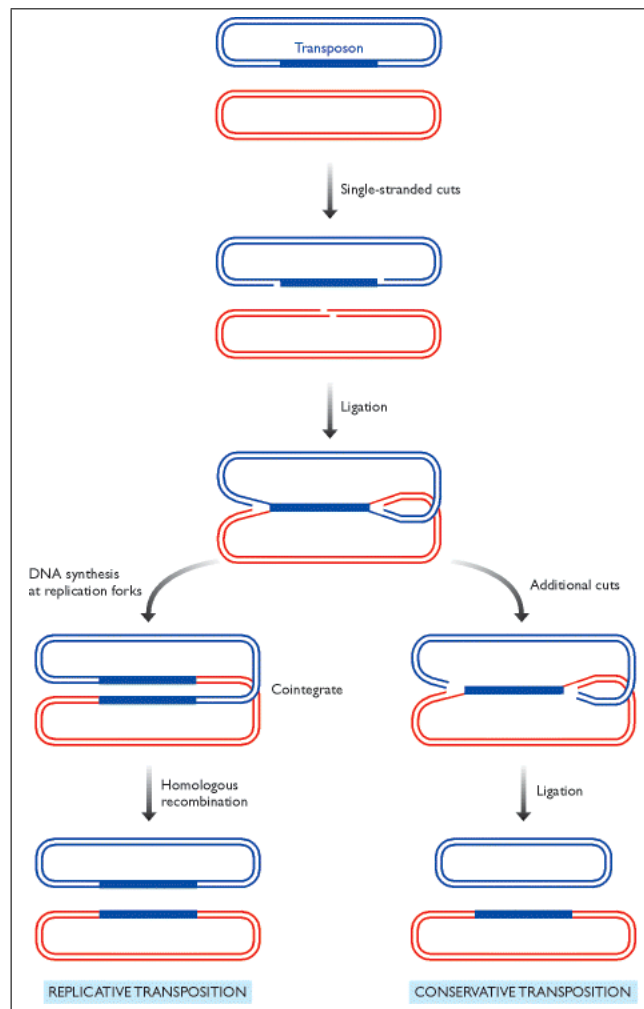 Transposon
Single-stranded cuts
Ligation
DNA synthesis
at replication forks
Additional cuts
Cointegrate
Homologous
recombination
Ligation
REPLICATIVE TRANSPOSITION
CONSERVATIVE TRANSPOSITION